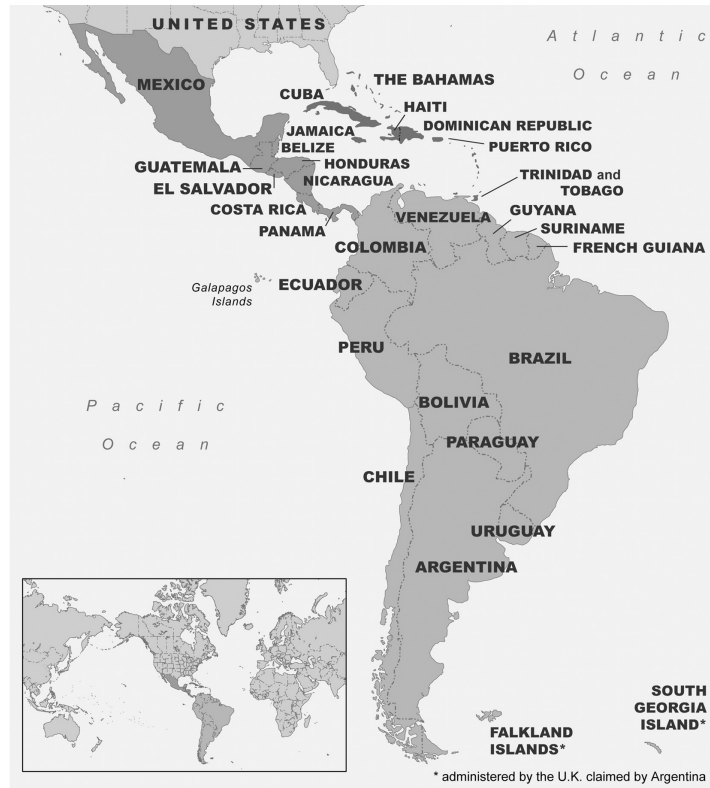 UNITED STATES
Atlantic
Ocean
MEXICO
THE BAHAMAS
CUBA
HAITI
JAMAICA
DOMINICAN REPUBLIC
BELIZE
PUERTO RICO
GUATEMALA
HONDURAS
EL SALVADOR
NICARAGUA
TRINIDAD and
TOBAGO
COSTA RICA
VENEZUELA
GUYANA
PANAMA
SURINAME
COLOMBIA
FRENCH GUIANA
Galapagos
Islands
ECUADOR
PERU
BRAZIL
Pacific
Ocean
BOLIVIA
PARAGUAY
CHILE
URUGUAY
ARGENTINA
SOUTH
GEORGIA
ISLAND*
FALKLAND
ISLANDS*
* administered by the U.K. claimed by Argentina